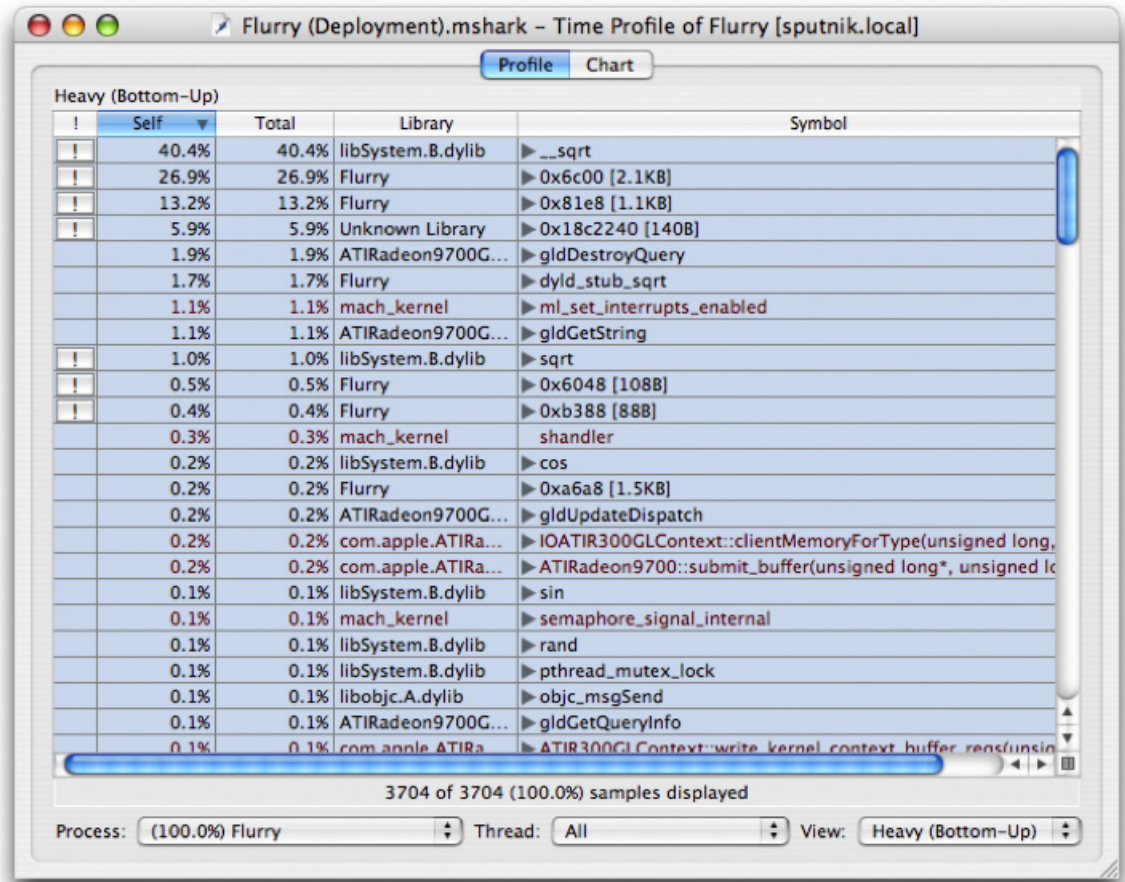 Flurry (Deployment).mshark – Time Profile of Flurry [sputnik.local]
Profile Chart
Heavy (Bottom-Up)
! Self Total Library Symbol
! 40.4% 40.4% libSystem.B.dylib __sqrt
! 26.9% 26.9% Flurry 0x6c00 [2.1KB]
! 13.2% 13.2% Flurry 0x81e8 [1.1KB]
! 5.9% 5.9% Unknown Library 0x18c2240 [140B]
1.9% 1.9% ATIRadeon9700G... gldDestroyQuery
1.7% 1.7% Flurry dyld_stub_sqrt
1.1% 1.1% mach_kernel ml_set_interrupts_enabled
1.1% 1.1% ATIRadeon9700G... gldGetString
! 1.0% 1.0% libSystem.B.dylib sqrt
! 0.5% 0.5% Flurry 0x6048 [108B]
! 0.4% 0.4% Flurry 0xb388 [88B]
0.3% 0.3% mach_kernel shandler
0.2% 0.2% libSystem.B.dylib cos
0.2% 0.2% Flurry 0xa6a8 [1.5KB]
0.2% 0.2% ATIRadeon9700G... gldUpdateDispatch
0.2% 0.2% com.apple.ATIRa... IOATIR300GLContext::clientMemoryForType(unsigned long,
0.2% 0.2% com.apple.ATIRa... ATIRadeon9700::submit_buffer(unsigned long*, unsigned lo
0.1% 0.1% libSystem.B.dylib sin
0.1% 0.1% mach_kernel semaphore_signal_internal
0.1% 0.1% libSystem.B.dylib rand
0.1% 0.1% libSystem.B.dylib pthread_mutex_lock
0.1% 0.1% libobjc.A.dylib objc_msgSend
0.1% 0.1% ATIRadeon9700G... gldGetQueryInfo
0.1% 0.1% com.apple.ATIRa... ATIR300GLContext::write_kernel_context_buffer_regs(unsig
3704 of 3704 (100.0%) samples displayed
Process: (100.0%) Flurry Thread: All View: Heavy (Bottom-Up)